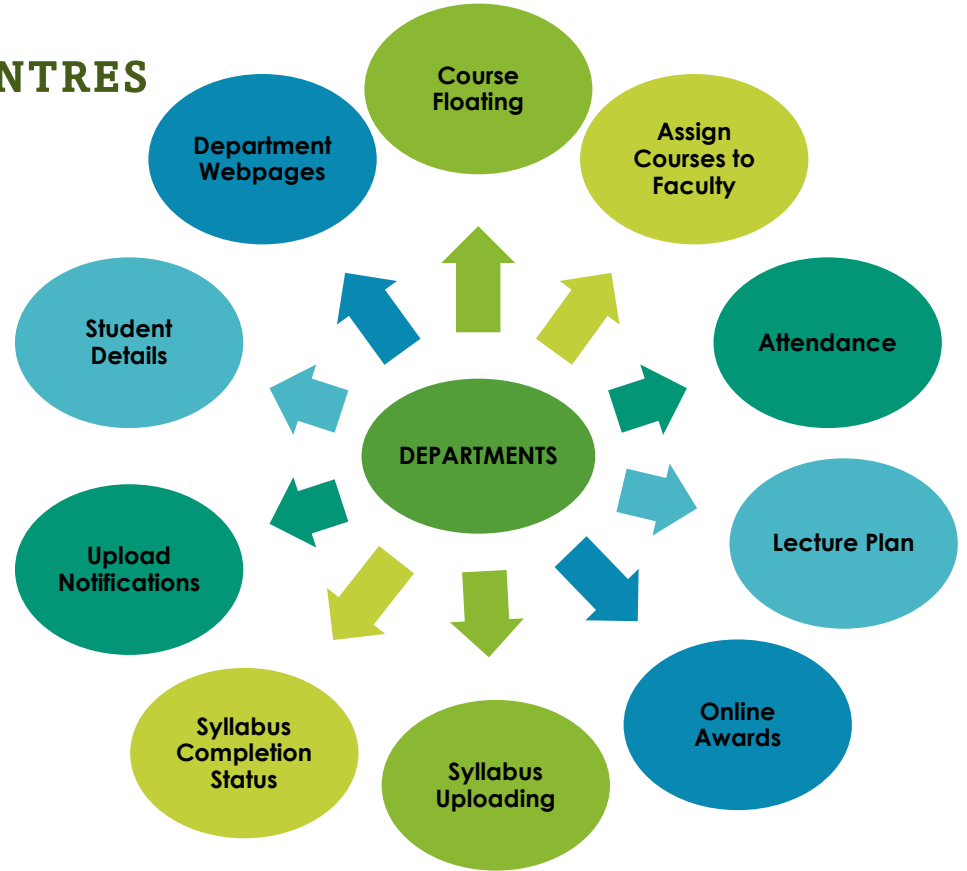 NTRES
Course
Floating
Assign
Courses to
Faculty
Attendance
Lecture Plan
Online
Awards
Syllabus
Uploading
Syllabus
Completion
Status
Upload
Notifications
Student
Details
Department
Webpages
DEPARTMENTS